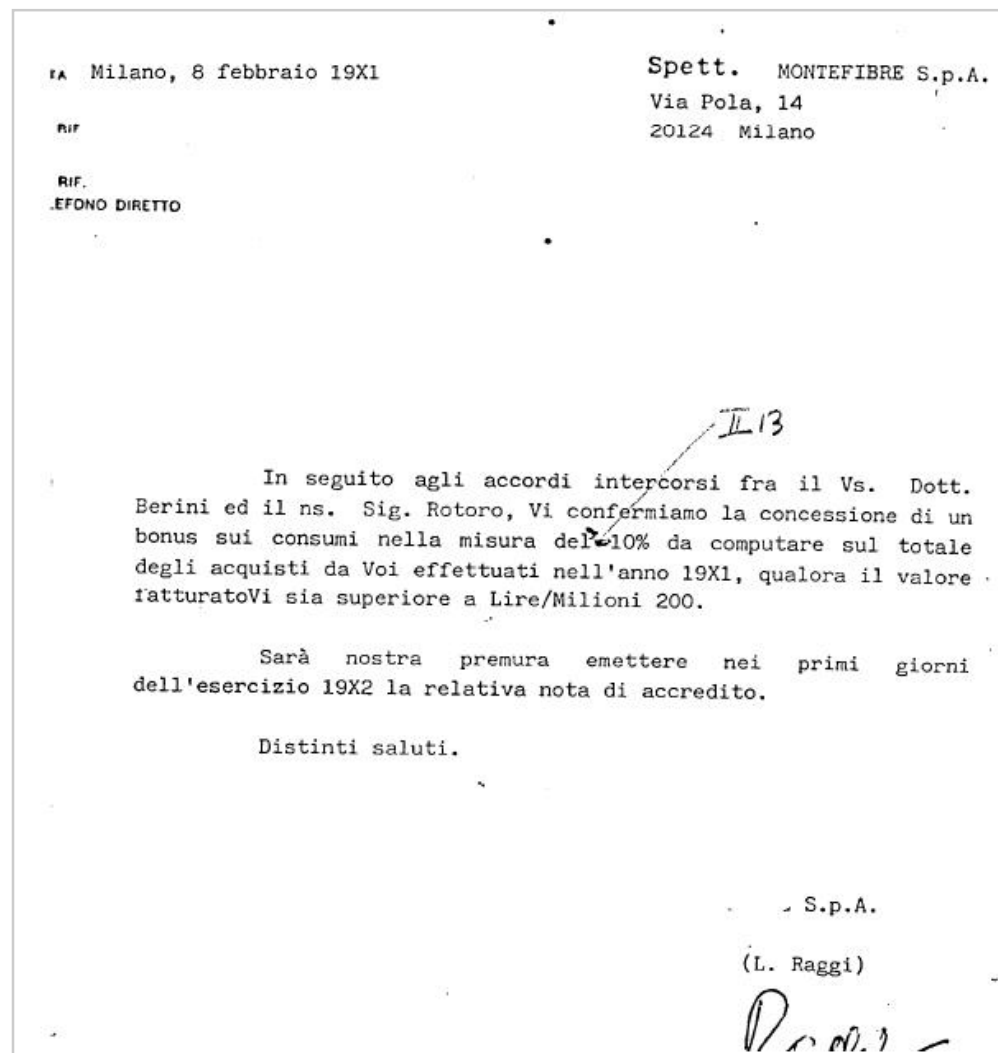 TA Milano, 8 febbraio 19X1
Spett. MONTEFIBRE S.p.A.
Via Pola, 14
20124 Milano
RIF
RIF.
.EFONO DIRETTO
II 13
In seguito agli accordi intercorsi fra il Vs. Dott.
Berini ed il ns. Sig. Rotoro, Vi confermiamo la concessione di un
bonus sui consumi nella misura del 10% da computare sul totale
degli acquisti da Voi effettuati nell'anno 19X1, qualora il valore
fatturatoVi sia superiore a Lire/Milioni 200.
Sarà nostra premura emettere nei primi giorni
dell'esercizio 19X2 la relativa nota di accredito.
Distinti saluti.
S.p.A.
(L. Raggi)